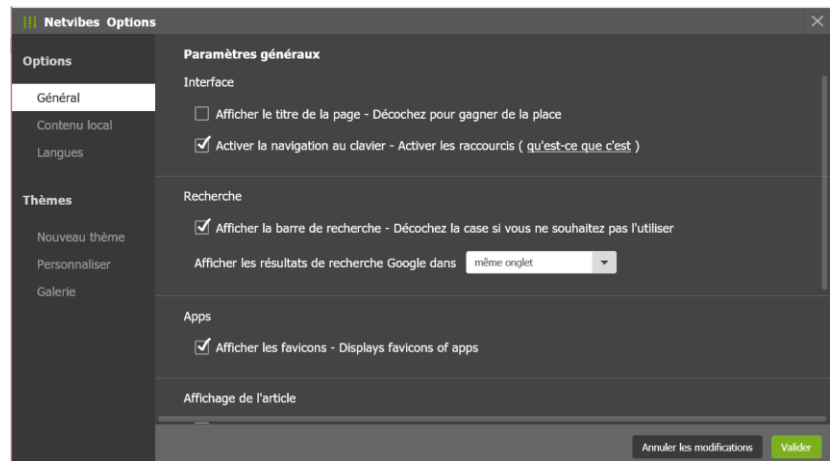 Netvibes Options
Options
Général
Contenu local
Langues
Thèmes
Nouveau thème
Personnaliser
Galerie
Paramètres généraux
Interface
Afficher le titre de la page - Décochez pour gagner de la place
Activer la navigation au clavier - Activer les raccourcis ( qu'est-ce que c'est )
Recherche
Afficher la barre de recherche - Décochez la case si vous ne souhaitez pas l'utiliser
Afficher les résultats de recherche Google dans même onglet
Apps
Afficher les favicons - Displays favicons of apps
Affichage de l'article
Annuler les modifications Valider